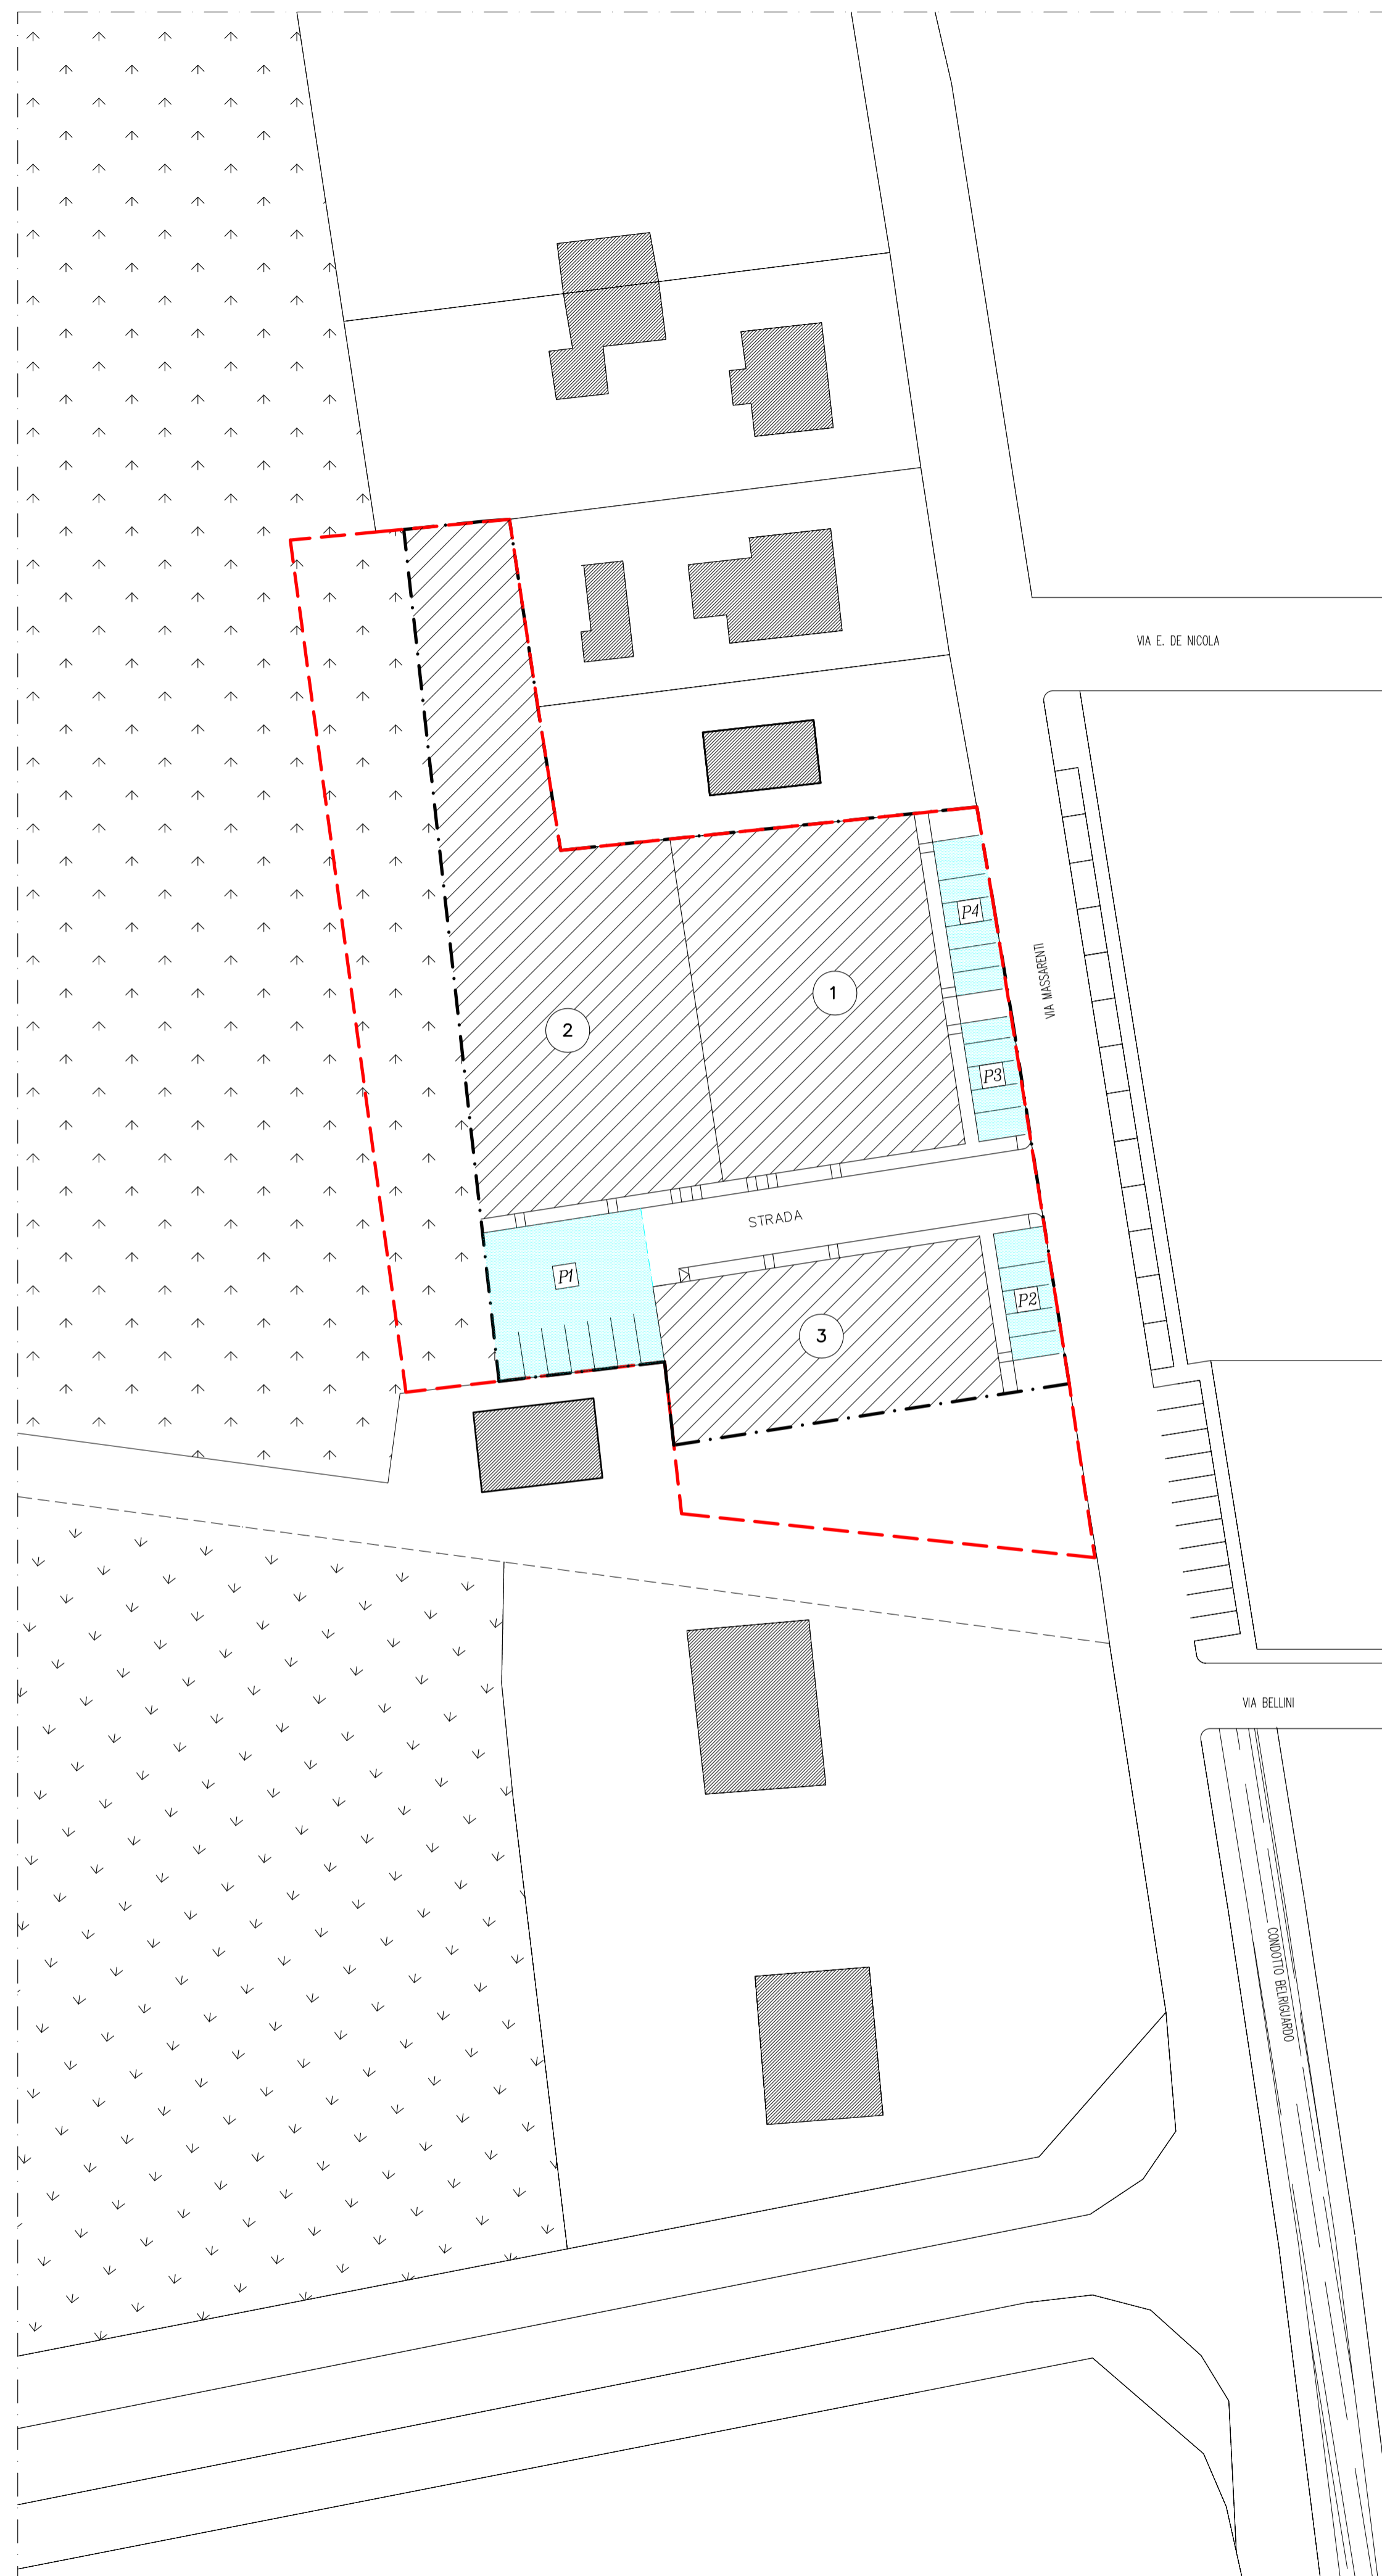 VIA E. DE NICOLA
P4
VIA MASSARENTI
1
2
P3
STRADA
P1
P2
3
VIA BELLINI
CONDOTTO BELRIGUARDO